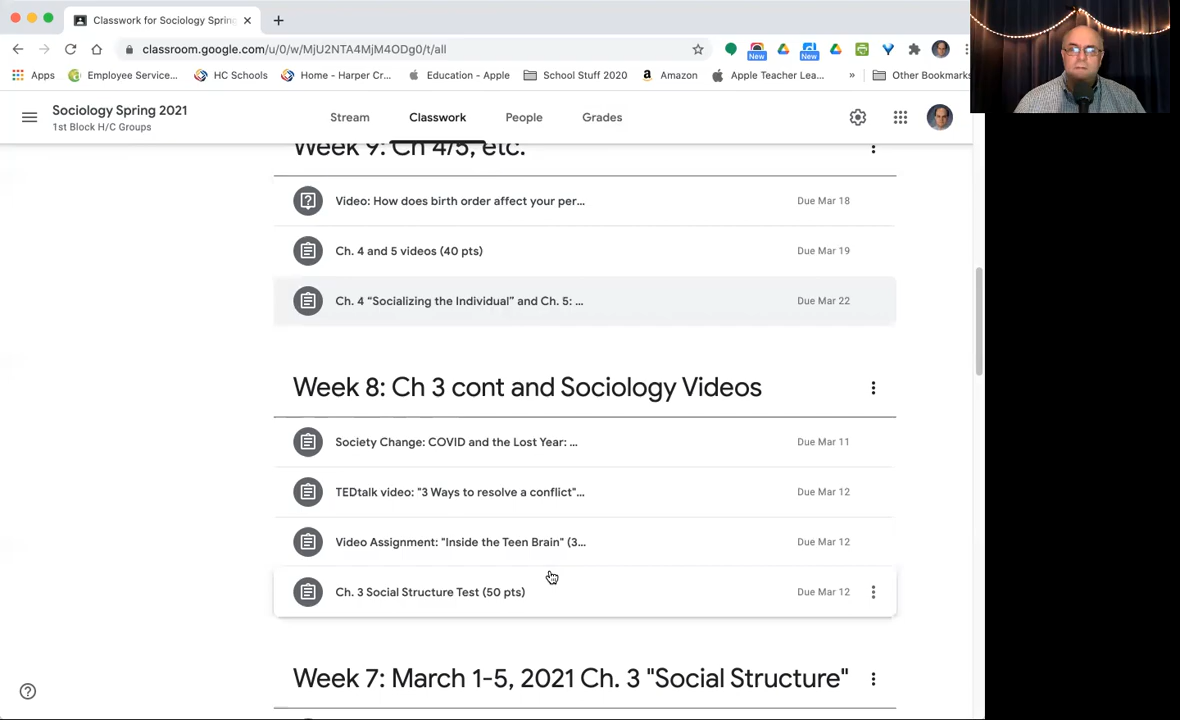 Classwork for Sociology Sprin
classroom.google.com/u/0/w/MjU2NTA4MjM4ODg0/t/all
New
New
Apps
Employee Service...
HC Schools
Home - Harper Cr...
Education - Apple
School Stuff 2020
Amazon
Apple Teacher Lea...
»
Other Bookmarks
Sociology Spring 2021
1st Block H/C Groups
Stream
Classwork
People
Grades
Week 9: Ch 4/5, etc.
Video: How does birth order affect your per...
Due Mar 18
Ch. 4 and 5 videos (40 pts)
Due Mar 19
Ch. 4 “Socializing the Individual” and Ch. 5: ...
Due Mar 22
Week 8: Ch 3 cont and Sociology Videos
Society Change: COVID and the Lost Year: ...
Due Mar 11
TEDtalk video: "3 Ways to resolve a conflict"...
Due Mar 12
Video Assignment: "Inside the Teen Brain" (3...
Due Mar 12
Ch. 3 Social Structure Test (50 pts)
Due Mar 12
Week 7: March 1-5, 2021 Ch. 3 "Social Structure"